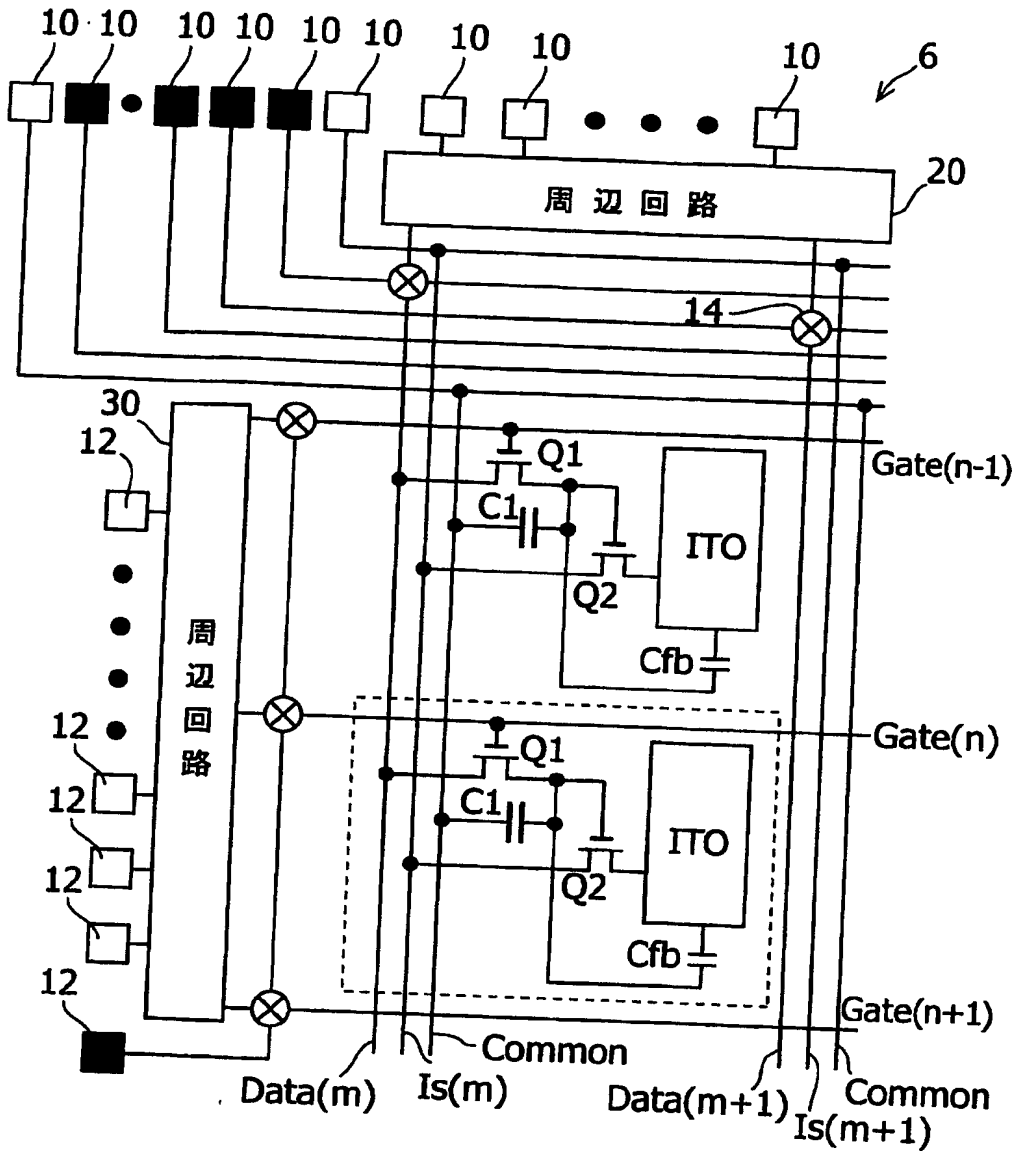 10 10 10 10 10 10 10 10 10
6
20
周辺回路
14
30
12
Gate(n-1)
Q1
C1
ITO
Q2
Cfb
周辺回路
12
Gate(n)
Q1
12
C1
ITO
Q2
12
Cfb
12
Gate(n+1)
Common
Data(m)
Is(m)
Data(m+1)
Common
Is(m+1)